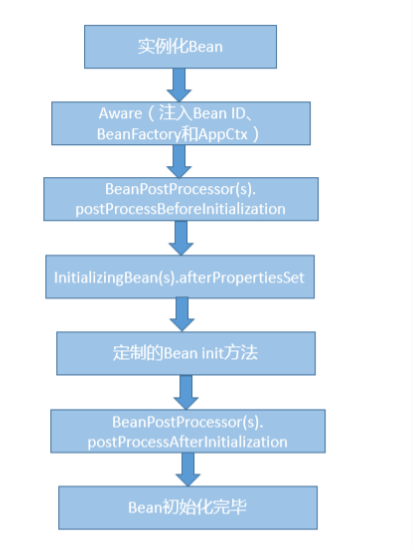 实例化Bean
Aware（注入Bean ID、
BeanFactory和AppCtx）
BeanPostProcessor(s).
postProcessBeforeInitialization
InitializingBean(s).afterPropertiesSet
定制的Bean init方法
BeanPostProcessor(s).
postProcessAfterInitialization
Bean初始化完毕